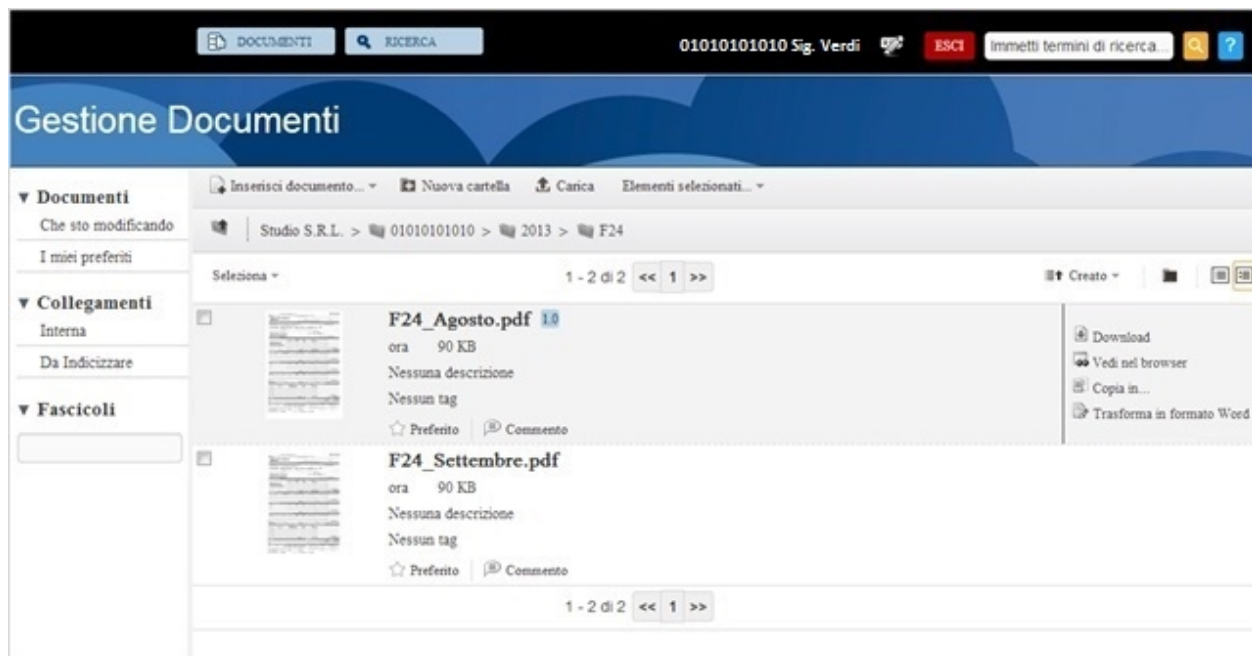 DOCUMENTI RICERCA 01010101010 Sig. Verdi ESCI Immetti termini di ricerca... ?
Gestione Documenti
Documenti
Che sto modificando
I miei preferiti
Collegamenti
Interna
Da Indicizzare
Fascicoli
Inserisci documento... Nuova cartella Carica Elementi selezionati...
Studio S.R.L. > 01010101010 > 2013 > F24
Seleziona 1 - 2 di 2 << 1 >> Creato
F24_Agosto.pdf 1.0
ora 90 KB
Nessuna descrizione
Nessun tag
Preferito Commento
Download
Vedi nel browser
Copia in...
Trasforma in formato Word
F24_Settembre.pdf
ora 90 KB
Nessuna descrizione
Nessun tag
Preferito Commento
1 - 2 di 2 << 1 >>